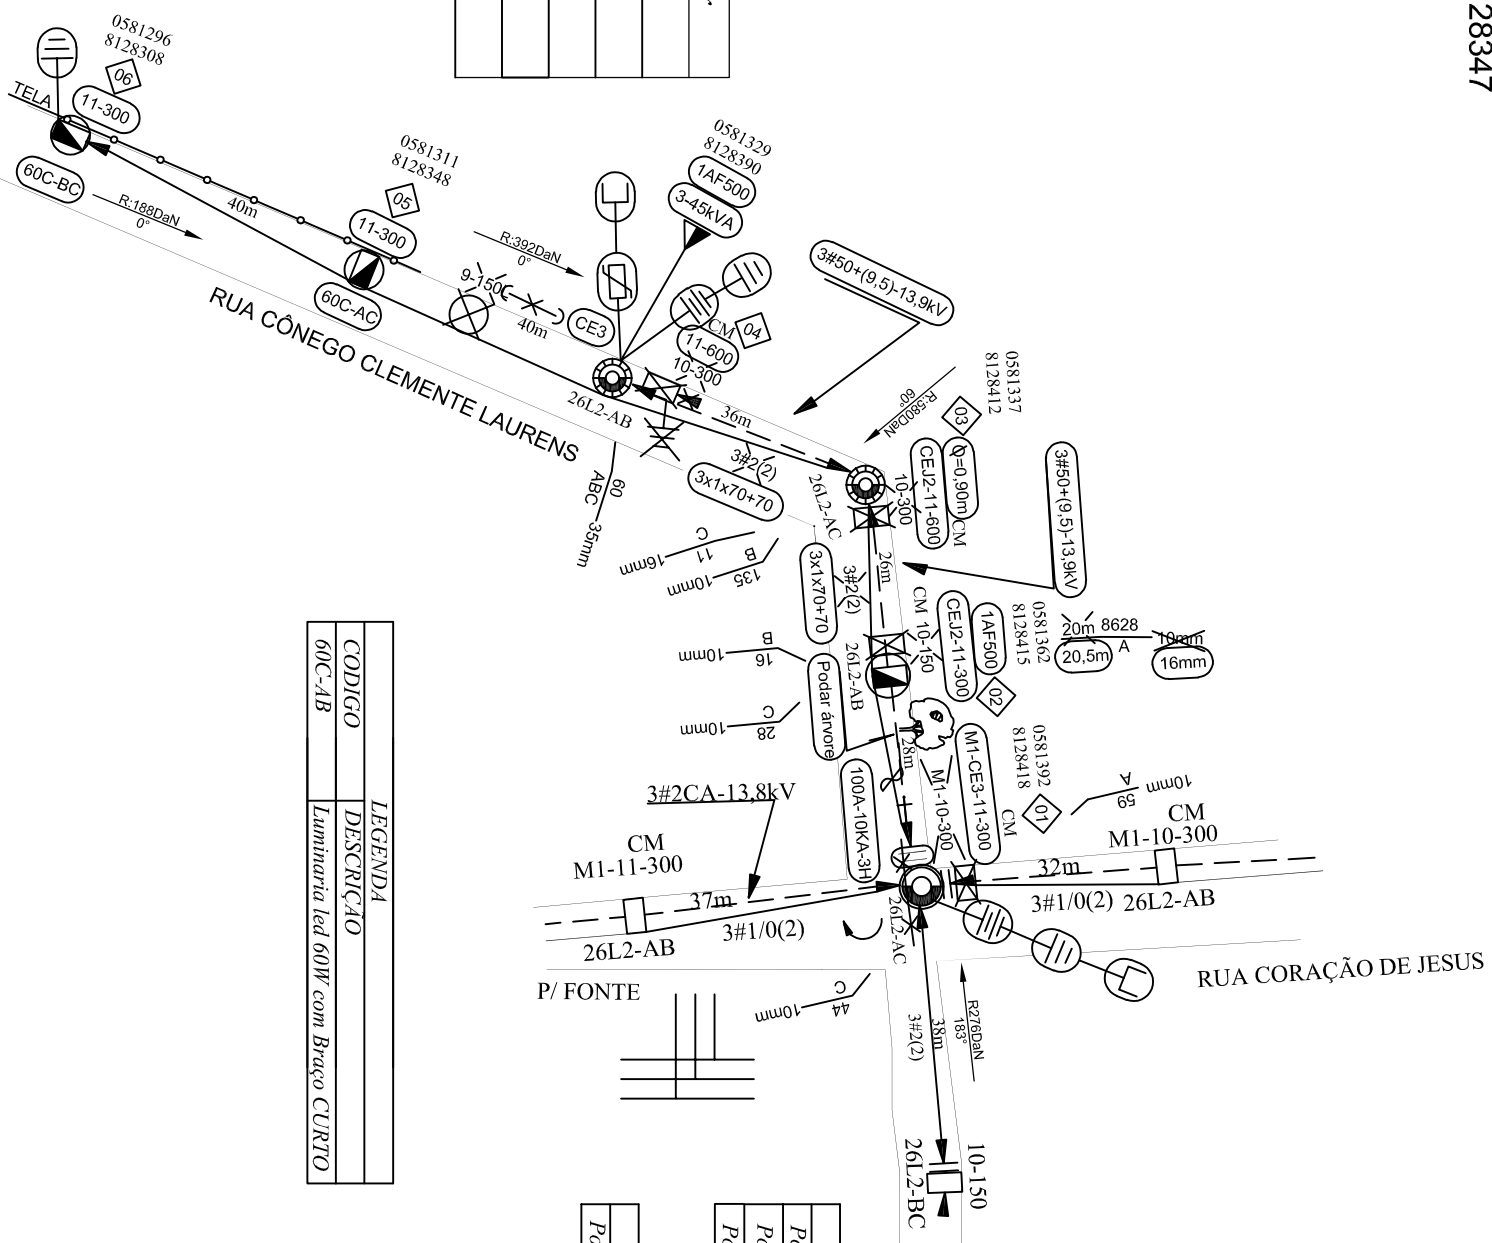 28347
0581296
8128308
06
11-300
TELA
60C-BC
R:188DaN
0°
40m
0581311
8128348
05
11-300
60C-AC
RUA CÔNEGO CLEMENTE LAURENS
R:392DaN
0°
9-150
40m
CE3
0581329
8128390
1AF500
3-45kVA
CM
04
11-600
10-300
26L2-AB
36m
3#50+(9,5)-13,9kV
R:580DaN
60°
0581337
8128412
03
Q=0,90m
CEJ2-11-600
CM
10-300
26L2-AC
3#2(2)
3x1x70+70
60
ABC
35mm
C
11
16mm
B
135
10mm
3#50+(9,5)-13,9kV
26m
3x1x70+70
3#2(2)
CM
10-150
CEJ2-11-300
1AF500
0581362
8128415
02
20m
8628
A
10mm
20,5m
16mm
26L2-AB
Podar árvore
B
16
10mm
C
28
10mm
28m
0581392
8128418
01
M1-CE3-11-300
M1-10-300
CM
100A-10KA-3H
A
59
10mm
CM
M1-10-300
3#2CA-13,8kV
CM
M1-11-300
37m
3#1/0(2)
26L2-AB
32m
3#1/0(2)
26L2-AB
26L2-AC
P/ FONTE
RUA CORAÇÃO DE JESUS
C
44
10mm
R276DaN
183°
38m
3#2(2)
10-150
26L2-BC
LEGENDA
CODIGO
DESCRIÇÃO
60C-AB
Luminaria led 60W com Braço CURTO